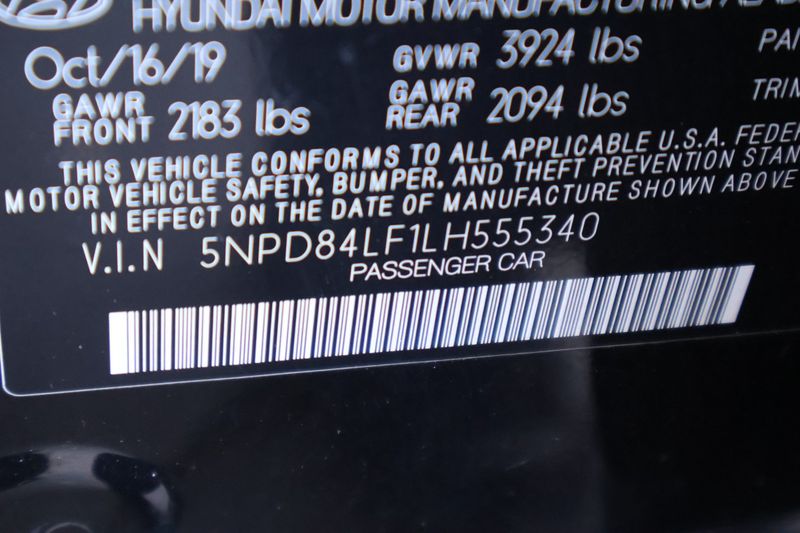 HYUNDAI MOTOR MANUFACTURING
Oct/16/19 GVWR 3924 lbs
GAWR FRONT 2183 lbs GAWR REAR 2094 lbs
THIS VEHICLE CONFORMS TO ALL APPLICABLE U.S.A. FEDER
MOTOR VEHICLE SAFETY, BUMPER, AND THEFT PREVENTION STAN
IN EFFECT ON THE DATE OF MANUFACTURE SHOWN ABOVE
V.I.N 5NPD84LF1LH555340
PASSENGER CAR